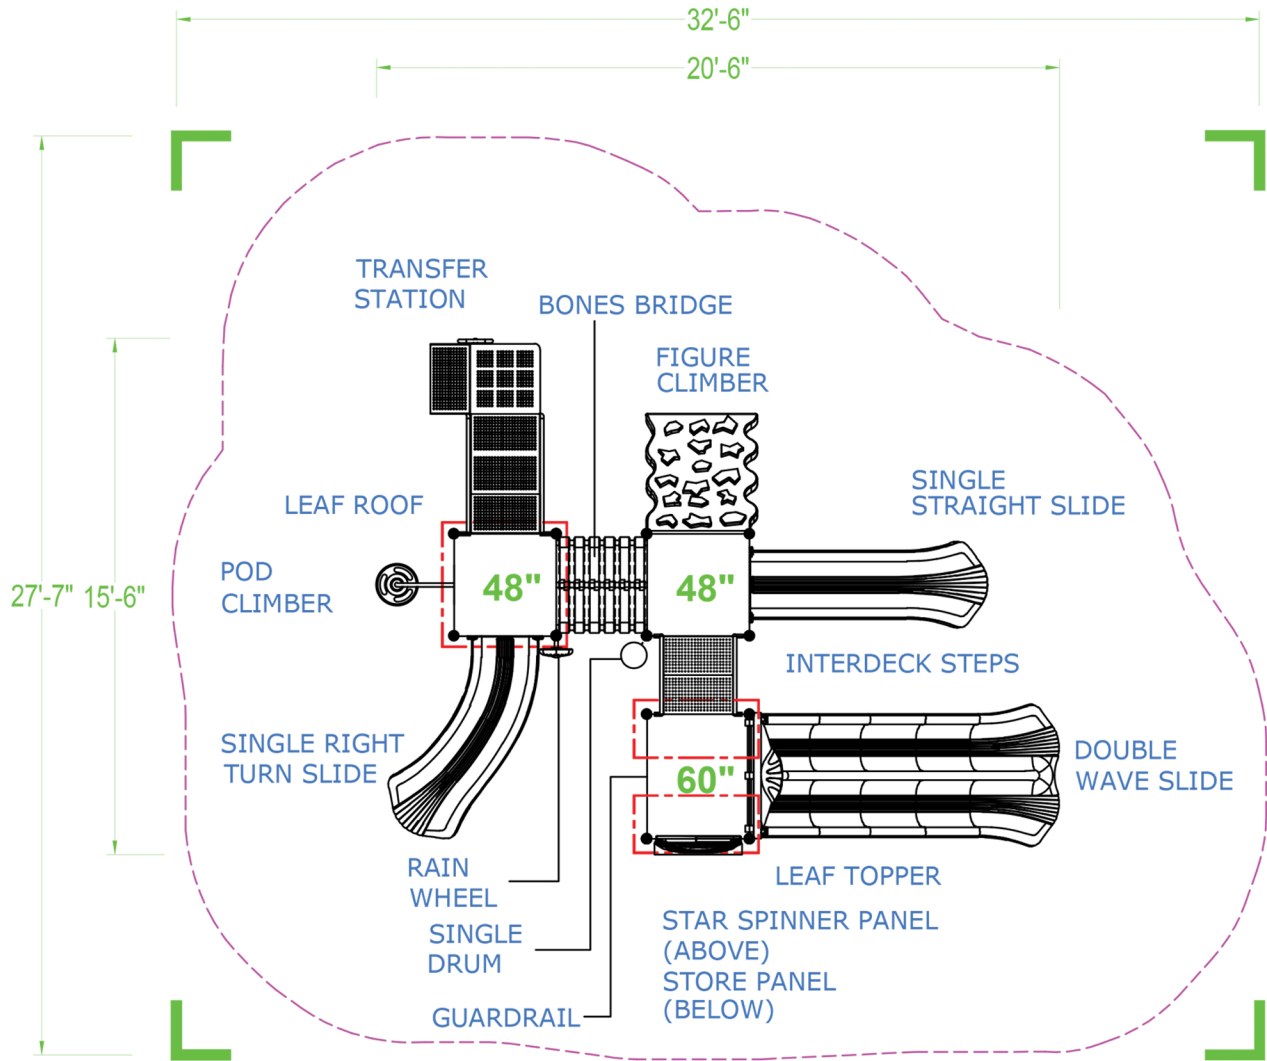 32'-6"
20'-6"
TRANSFER
STATION
BONES BRIDGE
FIGURE
CLIMBER
SINGLE
STRAIGHT SLIDE
LEAF ROOF
POD
CLIMBER
27'-7"
15'-6"
48"
48"
INTERDECK STEPS
SINGLE RIGHT
TURN SLIDE
60"
DOUBLE
WAVE SLIDE
RAIN
WHEEL
LEAF TOPPER
SINGLE
DRUM
STAR SPINNER PANEL
(ABOVE)
STORE PANEL
(BELOW)
GUARDRAIL